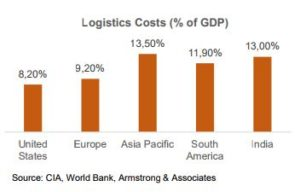 Logistics Costs (% of GDP)
8,20%
9,20%
13,50%
11,90%
13,00%
United States
Europe
Asia Pacific
South America
India
Source: CIA, World Bank, Armstrong & Associates